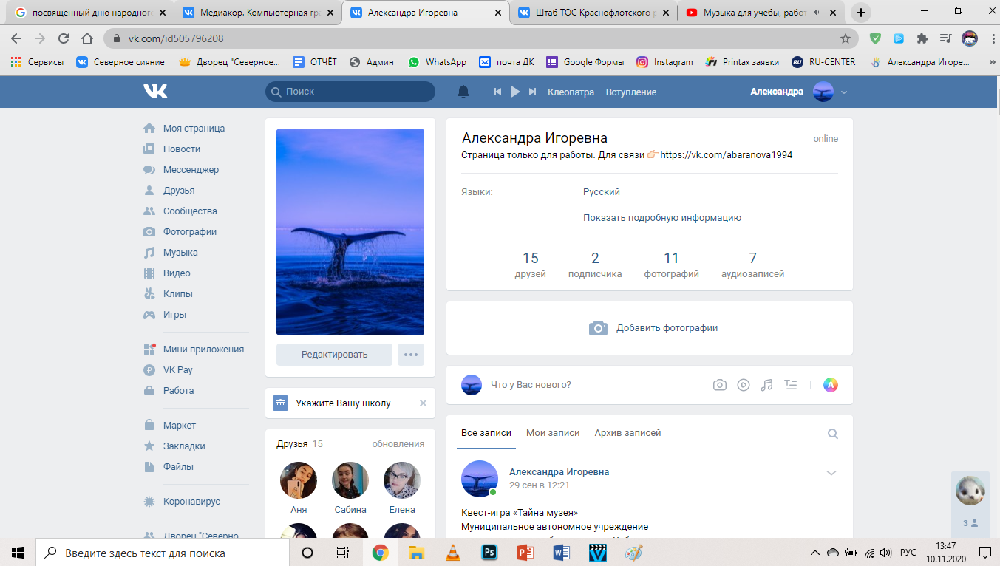 посвящённый дню народного
Медиакор. Компьютерная гра
Александра Игоревна
Штаб ТОС Краснофлотского р
Музыка для учебы, работ
vk.com/id505796208
Сервисы
Северное сияние
Дворец "Северное...
ОТЧЁТ
Админ
WhatsApp
почта ДК
Google Формы
Instagram
Printax заявки
RU-CENTER
Александра Игоре...
Поиск
Клеопатра — Вступление
Александра
Моя страница
Новости
Мессенджер
Друзья
Сообщества
Фотографии
Музыка
Видео
Клипы
Игры
Мини-приложения
VK Pay
Работа
Маркет
Закладки
Файлы
Коронавирус
Дворец "Северно
Редактировать
Укажите Вашу школу
Друзья 15
обновления
Аня
Сабина
Елена
Александра Игоревна
online
Страница только для работы. Для связи 👉https://vk.com/abaranova1994
Языки: Русский
Показать подробную информацию
15 друзей
2 подписчика
11 фотографий
7 аудиозаписей
Добавить фотографии
Что у Вас нового?
Все записи
Мои записи
Архив записей
Александра Игоревна
29 сен в 12:21
Квест-игра «Тайна музея»
Муниципальное автономное учреждение
3
Введите здесь текст для поиска
РУС
13:47
10.11.2020